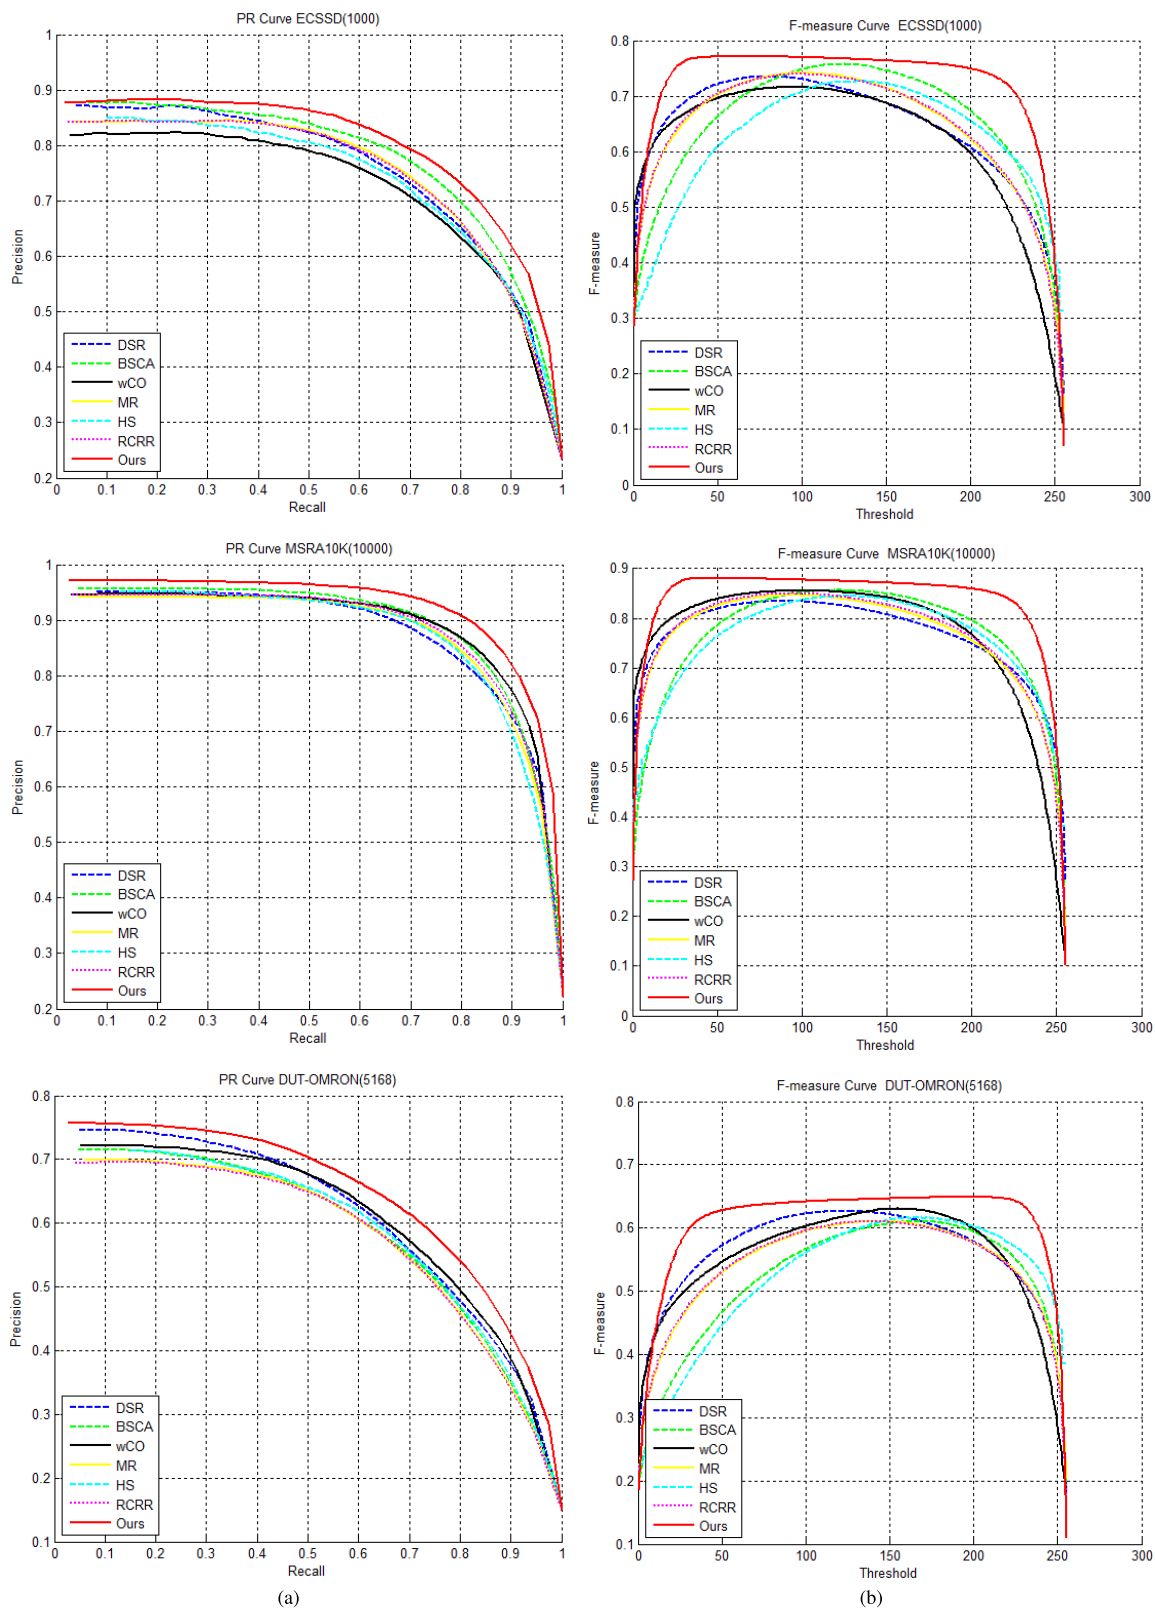 PR Curve ECSSD(1000)
1
0.9
0.8
0.7
0.6
0.5
0.4
0.3
0.2
Precision
DSR
BSCA
wCO
MR
HS
RCRR
Ours
0 0.1 0.2 0.3 0.4 0.5 0.6 0.7 0.8 0.9 1
Recall
F-measure Curve ECSSD(1000)
0.8
0.7
0.6
0.5
0.4
0.3
0.2
0.1
0
F-measure
DSR
BSCA
wCO
MR
HS
RCRR
Ours
0 50 100 150 200 250 300
Threshold
PR Curve MSRA10K(10000)
1
0.9
0.8
0.7
0.6
0.5
0.4
0.3
0.2
Precision
DSR
BSCA
wCO
MR
HS
RCRR
Ours
0 0.1 0.2 0.3 0.4 0.5 0.6 0.7 0.8 0.9 1
Recall
F-measure Curve MSRA10K(10000)
0.9
0.8
0.7
0.6
0.5
0.4
0.3
0.2
0.1
0
F-measure
DSR
BSCA
wCO
MR
HS
RCRR
Ours
0 50 100 150 200 250 300
Threshold
PR Curve DUT-OMRON(5168)
0.8
0.7
0.6
0.5
0.4
0.3
0.2
0.1
Precision
DSR
BSCA
wCO
MR
HS
RCRR
Ours
0 0.1 0.2 0.3 0.4 0.5 0.6 0.7 0.8 0.9 1
Recall
(a)
F-measure Curve DUT-OMRON(5168)
0.8
0.7
0.6
0.5
0.4
0.3
0.2
0.1
F-measure
DSR
BSCA
wCO
MR
HS
RCRR
Ours
0 50 100 150 200 250 300
Threshold
(b)